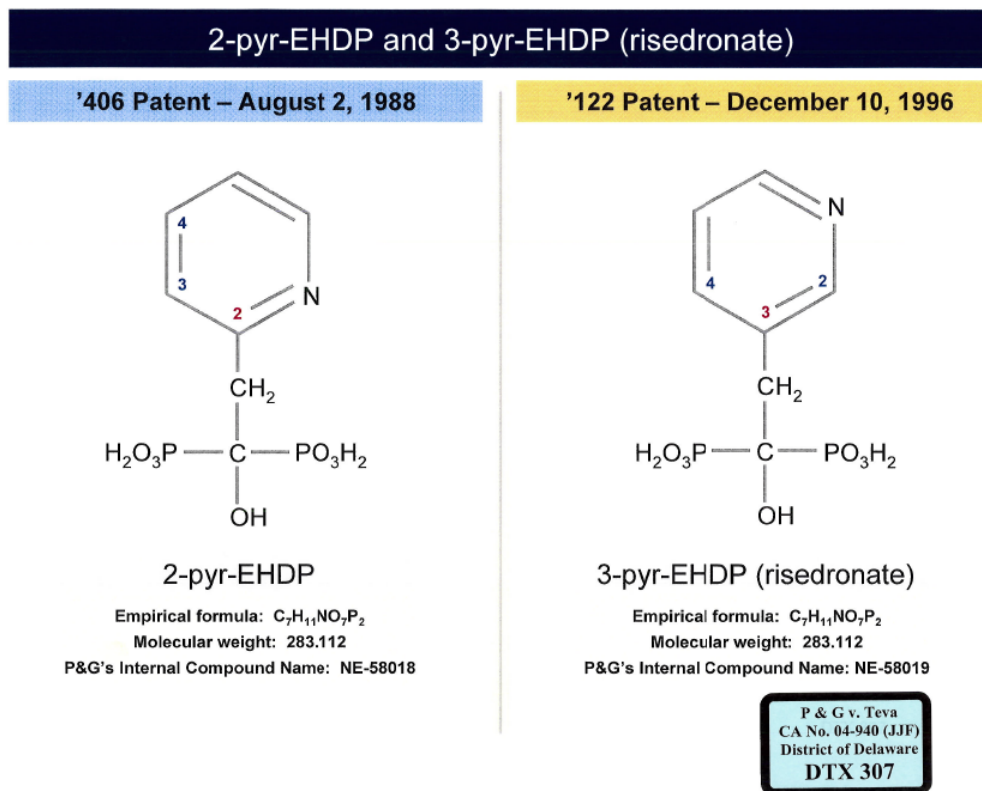 2-pyr-EHDP and 3-pyr-EHDP (risedronate)
’406 Patent – August 2, 1988
4
3
2
N
CH₂
H₂O₃P
C
PO₃H₂
OH
2-pyr-EHDP
Empirical formula: C₇H₁₁NO₇P₂
Molecular weight: 283.112
P&G's Internal Compound Name: NE-58018
’122 Patent – December 10, 1996
N
4
2
3
CH₂
H₂O₃P
C
PO₃H₂
OH
3-pyr-EHDP (risedronate)
Empirical formula: C₇H₁₁NO₇P₂
Molecular weight: 283.112
P&G's Internal Compound Name: NE-58019
P & G v. Teva
CA No. 04-940 (JJF)
District of Delaware
DTX 307